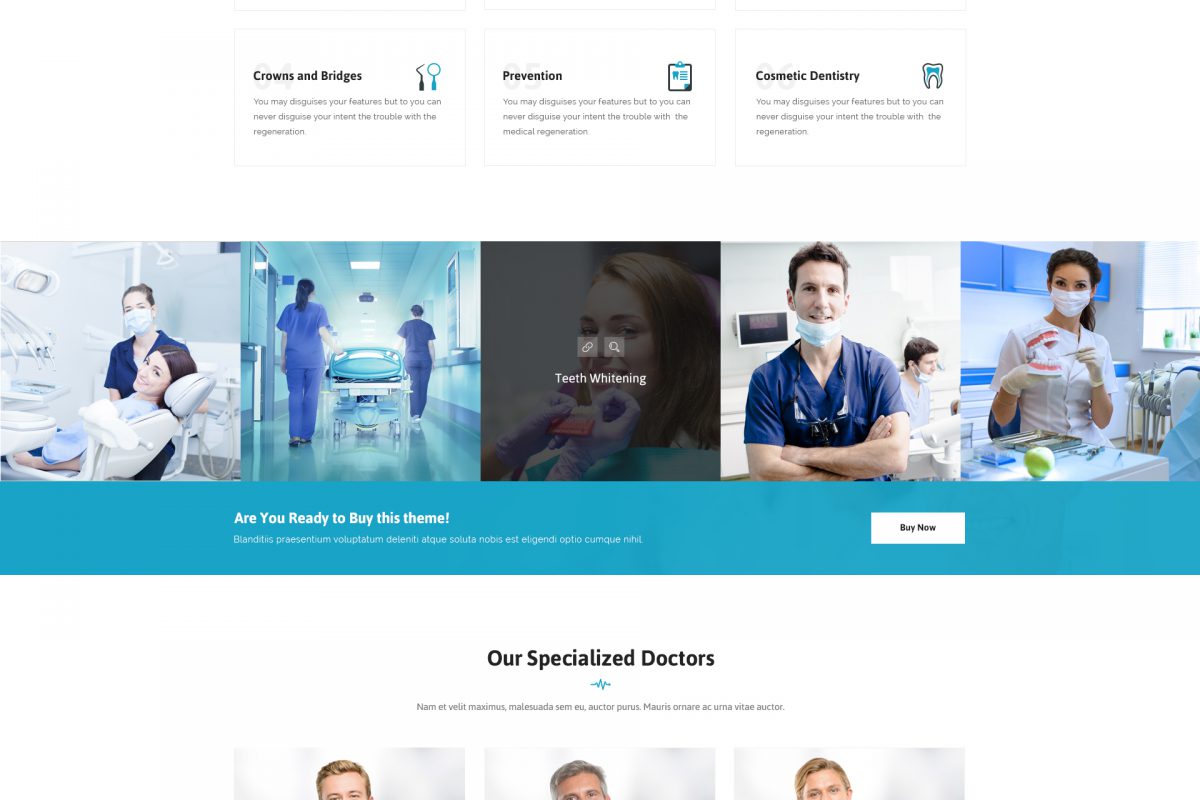 04
Crowns and Bridges
You may disguises your features but to you can
never disguise your intent the trouble with the
regeneration.
05
Prevention
You may disguises your features but to you can
never disguise your intent the trouble with the
medical regeneration.
06
Cosmetic Dentistry
You may disguises your features but to you can
never disguise your intent the trouble with the
regeneration.
Teeth Whitening
Are You Ready to Buy this theme!
Blanditiis praesentium voluptatum deleniti atque soluta nobis est eligendi optio cumque nihil.
Buy Now
Our Specialized Doctors
Nam et velit maximus, malesuada sem eu, auctor purus. Mauris ornare ac urna vitae auctor.